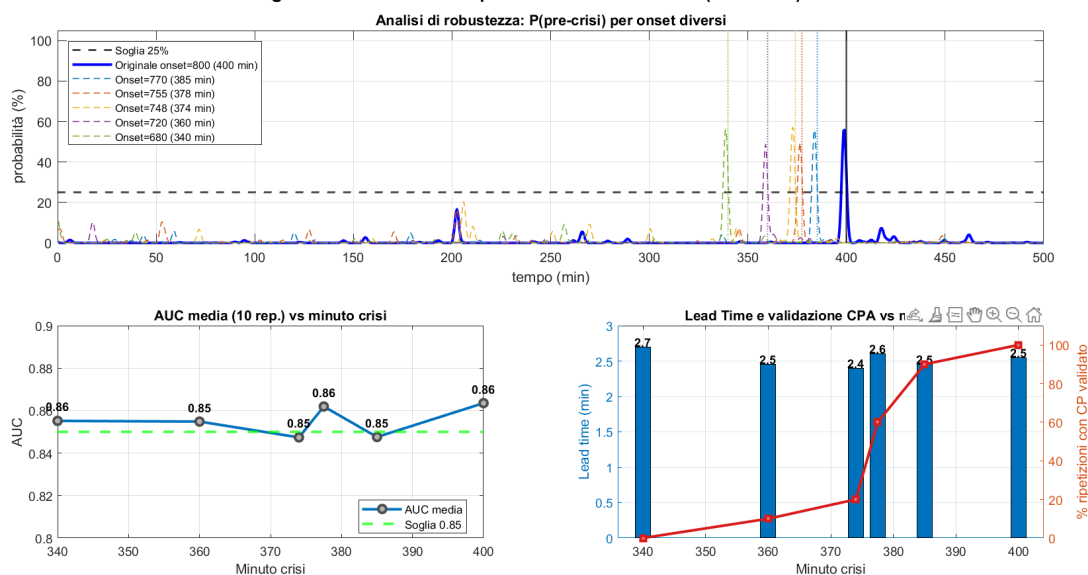 Analisi di robustezza: P(pre-crisi) per onset diversi
Soglia 25%
Originale onset=800 (400 min)
Onset=770 (385 min)
Onset=755 (378 min)
Onset=748 (374 min)
Onset=720 (360 min)
Onset=680 (340 min)
probabilità (%)
100
80
60
40
20
0
0 50 100 150 200 250 300 350 400 450 500
tempo (min)
AUC media (10 rep.) vs minuto crisi
AUC
0.9
0.88
0.86
0.84
0.82
0.8
0.86 0.85 0.85 0.86 0.85 0.86
AUC media
Soglia 0.85
340 350 360 370 380 390 400
Minuto crisi
Lead Time e validazione CPA vs
Lead time (min)
3
2.5
2
1.5
1
0.5
0
2.7 2.5 2.4 2.6 2.5 2.5
100
80
60
40
20
0
% ripetizioni con CP validato
340 350 360 370 380 390 400
Minuto crisi